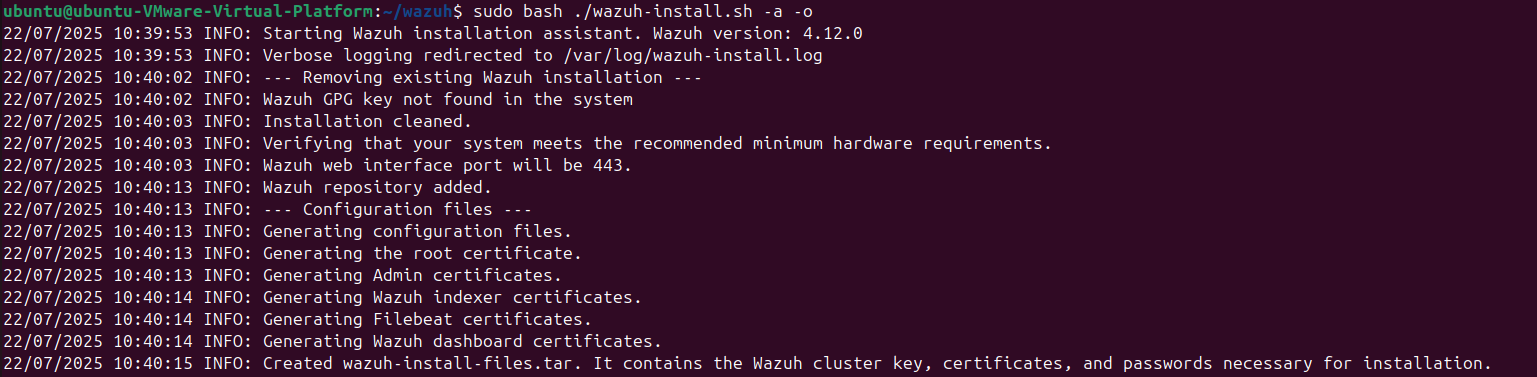 ubuntu@ubuntu-VMware-Virtual-Platform:~/wazuh$ sudo bash ./wazuh-install.sh -a -o
22/07/2025 10:39:53 INFO: Starting Wazuh installation assistant. Wazuh version: 4.12.0
22/07/2025 10:39:53 INFO: Verbose logging redirected to /var/log/wazuh-install.log
22/07/2025 10:40:02 INFO: --- Removing existing Wazuh installation ---
22/07/2025 10:40:02 INFO: Wazuh GPG key not found in the system
22/07/2025 10:40:03 INFO: Installation cleaned.
22/07/2025 10:40:03 INFO: Verifying that your system meets the recommended minimum hardware requirements.
22/07/2025 10:40:03 INFO: Wazuh web interface port will be 443.
22/07/2025 10:40:13 INFO: Wazuh repository added.
22/07/2025 10:40:13 INFO: --- Configuration files ---
22/07/2025 10:40:13 INFO: Generating configuration files.
22/07/2025 10:40:13 INFO: Generating the root certificate.
22/07/2025 10:40:13 INFO: Generating Admin certificates.
22/07/2025 10:40:14 INFO: Generating Wazuh indexer certificates.
22/07/2025 10:40:14 INFO: Generating Filebeat certificates.
22/07/2025 10:40:14 INFO: Generating Wazuh dashboard certificates.
22/07/2025 10:40:15 INFO: Created wazuh-install-files.tar. It contains the Wazuh cluster key, certificates, and passwords necessary for installation.